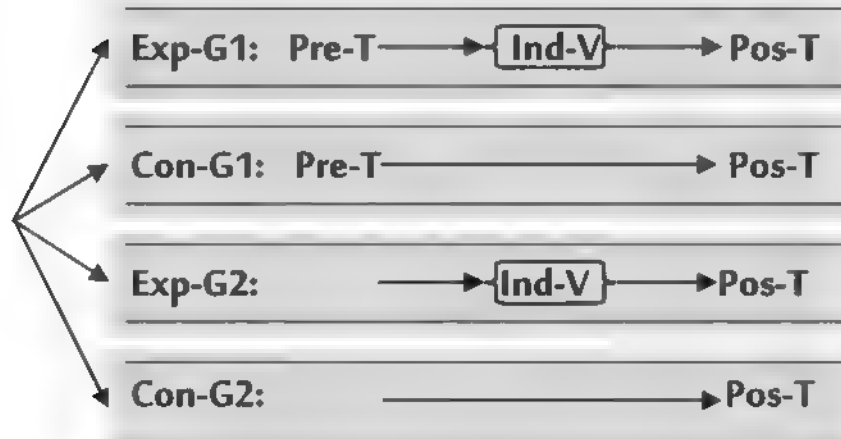 Exp-G1: Pre-T Ind-V Pos-T
Con-G1: Pre-T Pos-T
Exp-G2: Ind-V Pos-T
Con-G2: Pos-T